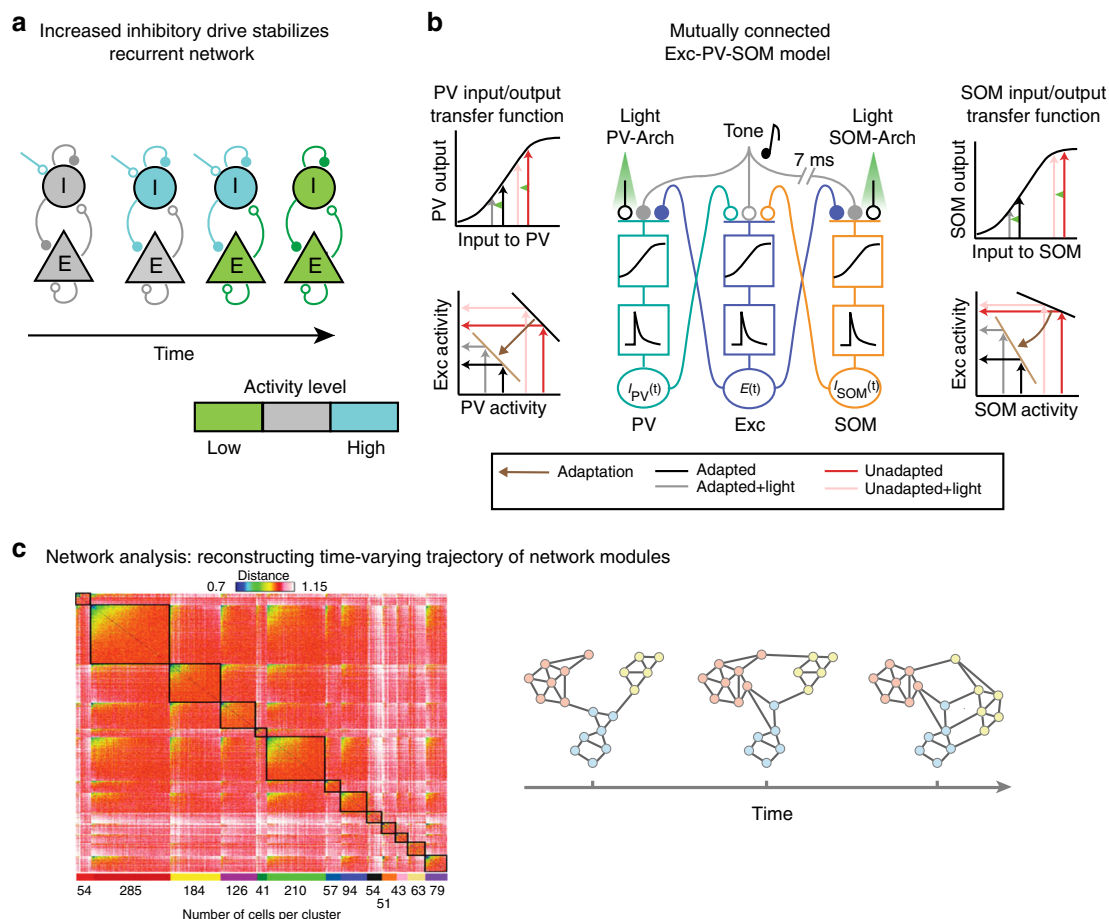 a
Increased inhibitory drive stabilizes
recurrent network
I
I
I
I
E
E
E
E
Time
Activity level
Low
High
b
Mutually connected
Exc-PV-SOM model
PV input/output
transfer function
PV output
Input to PV
Exc activity
PV activity
Light
PV-Arch
Tone
7 ms
Light
SOM-Arch
I PV(t)
E(t)
I SOM(t)
PV
Exc
SOM
SOM input/output
transfer function
SOM output
Input to SOM
Exc activity
SOM activity
Adaptation
Adapted
Adapted+light
Unadapted
Unadapted+light
c
Network analysis: reconstructing time-varying trajectory of network modules
Distance
0.7
1.15
54 285 184 126 41 210 57 94 54 51 43 63 79
Number of cells per cluster
Time